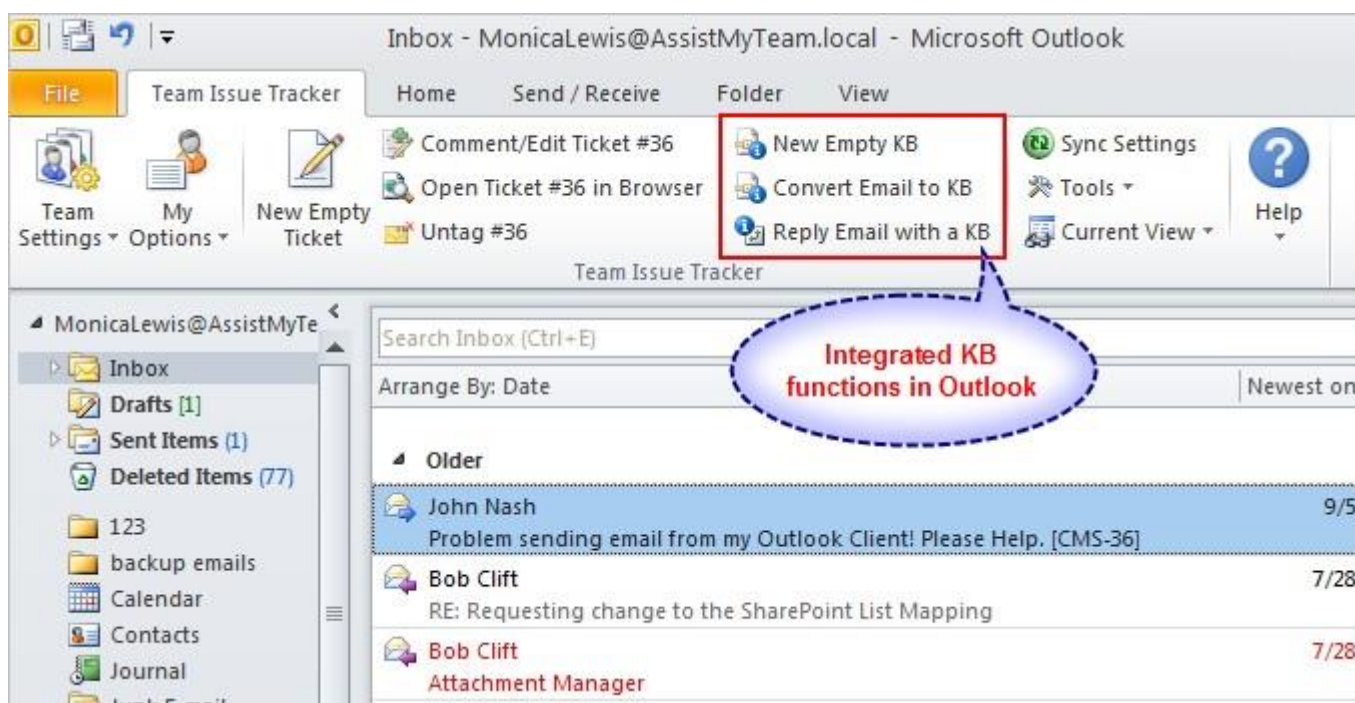 Inbox - MonicaLewis@AssistMyTeam.local - Microsoft Outlook
File Team Issue Tracker Home Send / Receive Folder View
Team Settings
My Options
New Empty Ticket
Comment/Edit Ticket #36
Open Ticket #36 in Browser
Untag #36
New Empty KB
Convert Email to KB
Reply Email with a KB
Sync Settings
Tools
Current View
Help
Team Issue Tracker
Integrated KB
functions in Outlook
MonicaLewis@AssistMyTe
Inbox
Drafts [1]
Sent Items (1)
Deleted Items (77)
123
backup emails
Calendar
Contacts
Journal
Search Inbox (Ctrl+E)
Arrange By: Date Newest on
Older
John Nash 9/5
Problem sending email from my Outlook Client! Please Help. [CMS-36]
Bob Clift 7/28
RE: Requesting change to the SharePoint List Mapping
Bob Clift 7/28
Attachment Manager